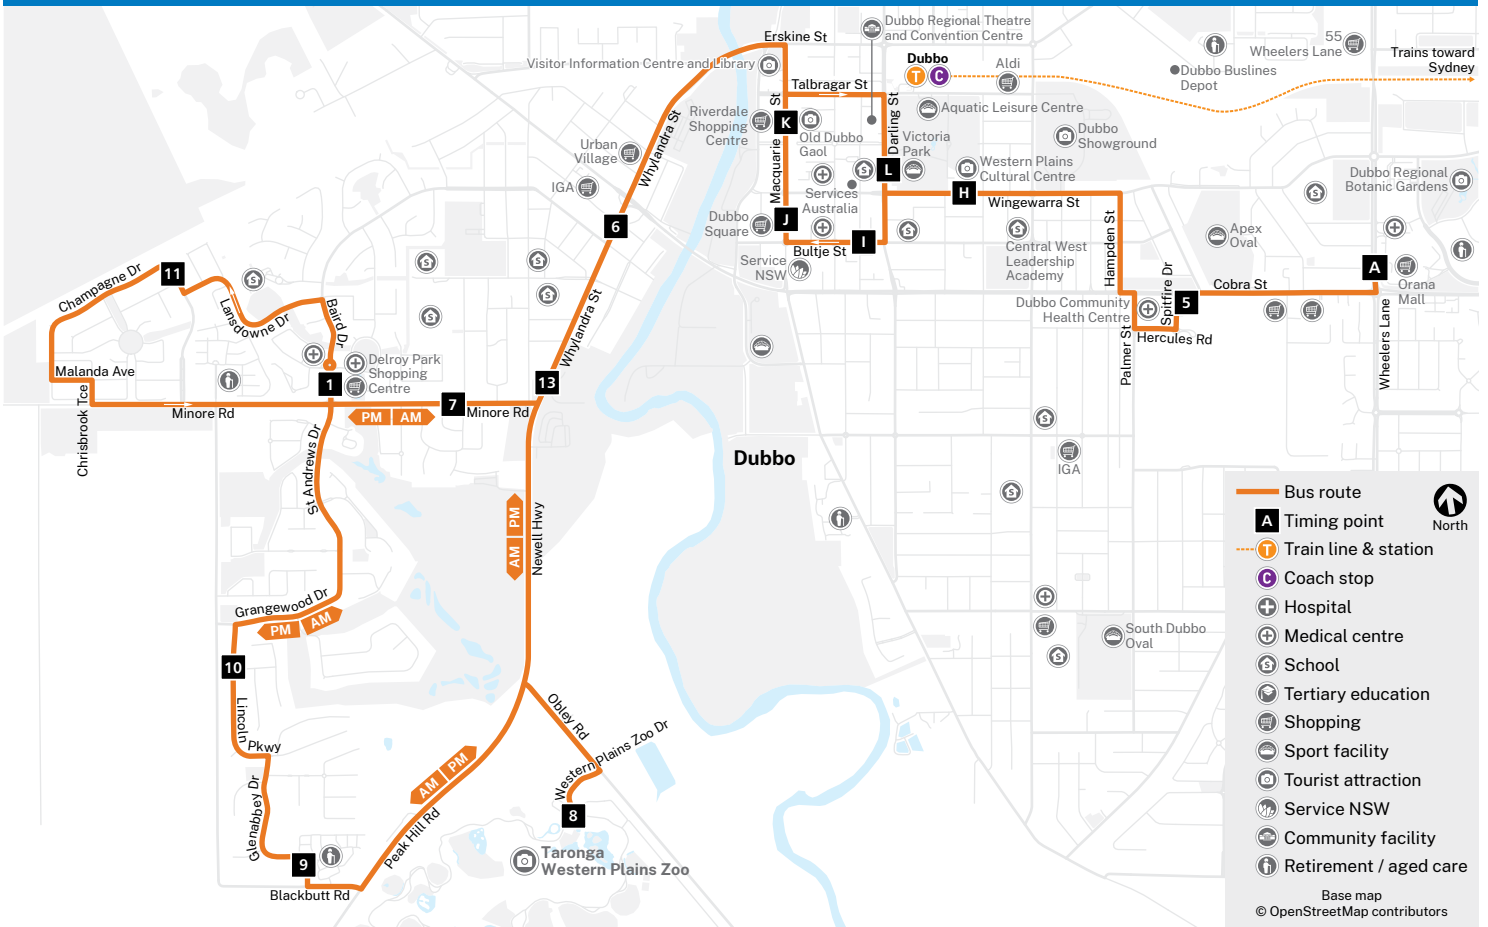 Dubbo Regional Theatre
and Convention Centre
Erskine St
55
Wheelers Lane
Trains toward
Sydney
Visitor Information Centre and Library
Dubbo
T
C
Aldi
Dubbo Buslines
Depot
Talbragar St
Riverdale
Shopping
Centre
Macquarie St
K
Old Dubbo
Gaol
Darling St
Aquatic Leisure Centre
Victoria
Park
Dubbo
Showground
Whylandra St
Urban
Village
IGA
L
Western Plains
Cultural Centre
Dubbo Regional
Botanic Gardens
Services
Australia
H
Wingewarra St
6
Dubbo
Square
J
I
Bultje St
Service
NSW
Central West
Leadership
Academy
Hampden St
Apex
Oval
A
Orana
Mall
Champagne Dr
11
Lansdowne Dr
Baird Dr
Whylandra St
Dubbo Community
Health Centre
Spitfire Dr
5
Cobra St
Palmer St
Hercules Rd
Wheelers Lane
Malanda Ave
Chrisbrook Tce
Delroy Park
Shopping
Centre
1
13
7
Minore Rd
Minore Rd
PM AM
St Andrews Dr
Dubbo
IGA
AM PM
Newell Hwy
Grangewood Dr
PM AM
10
Lincoln
Pkwy
Glenabbey Dr
9
Blackbutt Rd
AM PM
Peak Hill Rd
Obley Rd
Western Plains Zoo Dr
8
Taronga
Western Plains Zoo
South Dubbo
Oval
Bus route
A
Timing point
North
T
Train line & station
C
Coach stop
Hospital
Medical centre
S
School
Tertiary education
Shopping
Sport facility
Tourist attraction
Service NSW
Community facility
Retirement / aged care
Base map
© OpenStreetMap contributors